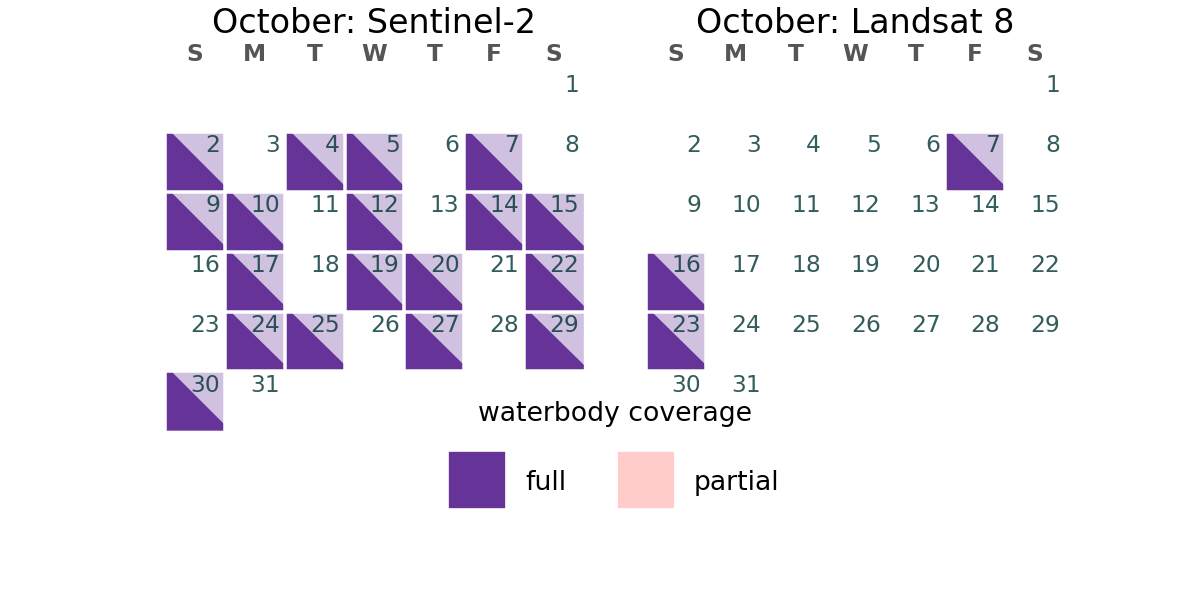 October: Sentinel-2
S M T W T F S
1
2 3 4 5 6 7 8
9 10 11 12 13 14 15
16 17 18 19 20 21 22
23 24 25 26 27 28 29
30 31
October: Landsat 8
S M T W T F S
1
2 3 4 5 6 7 8
9 10 11 12 13 14 15
16 17 18 19 20 21 22
23 24 25 26 27 28 29
30 31
waterbody coverage
full partial